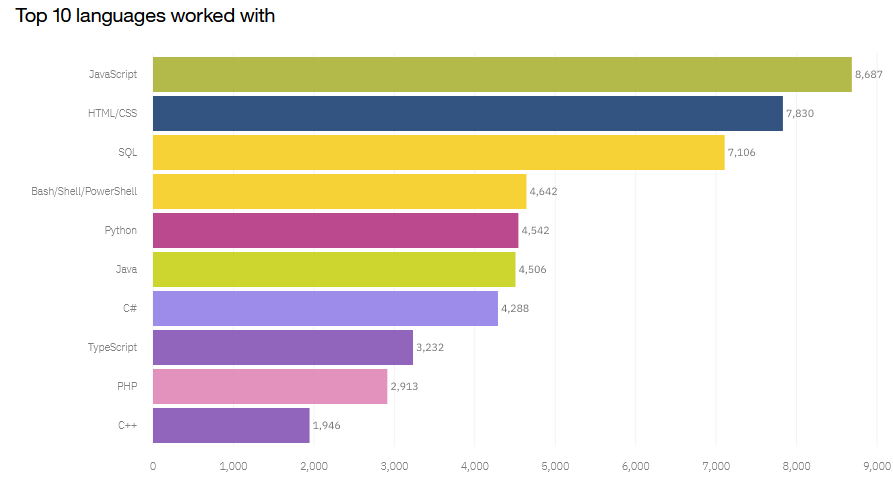 Top 10 languages worked with
JavaScript 8,687
HTML/CSS 7,830
SQL 7,106
Bash/Shell/PowerShell 4,642
Python 4,542
Java 4,506
C# 4,288
TypeScript 3,232
PHP 2,913
C++ 1,946
0 1,000 2,000 3,000 4,000 5,000 6,000 7,000 8,000 9,000